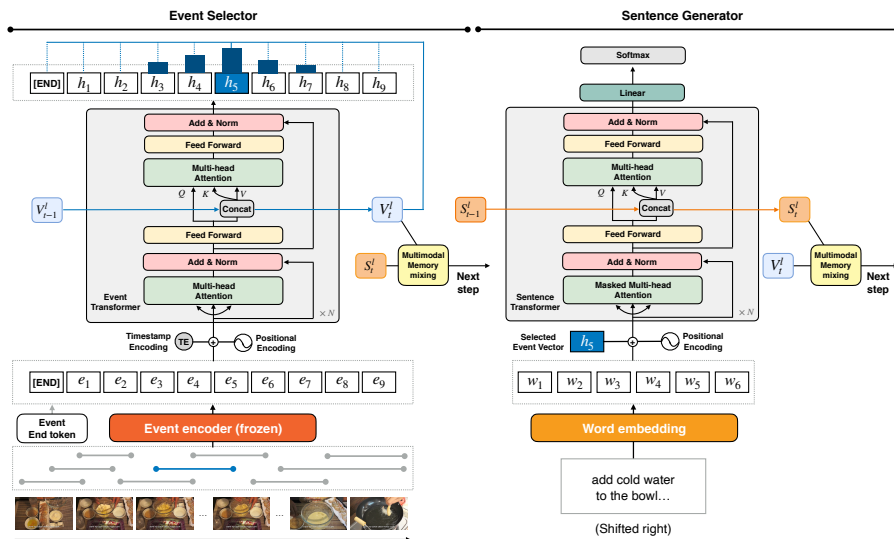 Event Selector
[END]
h1
h2
h3
h4
h5
h6
h7
h8
h9
Add & Norm
Feed Forward
Multi-head
Attention
Q
K
V
V^l_{t-1}
Concat
V^l_t
Feed Forward
Add & Norm
Multi-head
Attention
Event
Transformer
× N
S^l_t
Multimodal
Memory
mixing
Next
step
Timestamp
Encoding
TE
+
Positional
Encoding
[END]
e1
e2
e3
e4
e5
e6
e7
e8
e9
Event
End token
Event encoder (frozen)
...
...
Sentence Generator
Softmax
Linear
Add & Norm
Feed Forward
Multi-head
Attention
Q
K
V
S^l_{t-1}
Concat
S^l_t
Feed Forward
Add & Norm
Masked Multi-head
Attention
Sentence
Transformer
× N
V^l_t
Multimodal
Memory
mixing
Next
step
Selected
Event Vector
h5
+
Positional
Encoding
w1
w2
w3
w4
w5
w6
Word embedding
add cold water
to the bowl...
(Shifted right)